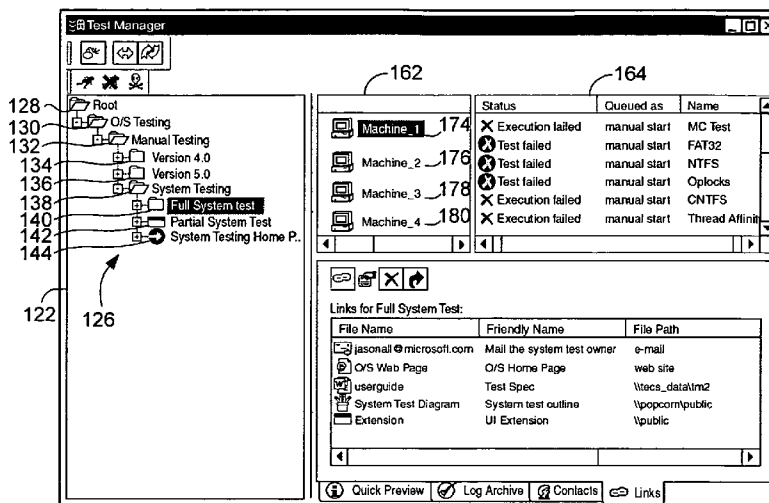 Test Manager
162
164
128
Root
130
O/S Testing
132
Manual Testing
134
Version 4.0
136
Version 5.0
138
System Testing
140
Full System test
142
Partial System Test
144
System Testing Home P..
122
126
Machine_1
174
Machine_2
176
Machine_3
178
Machine_4
180
Status Queued as Name
Execution failed manual start MC Test
Test failed manual start FAT32
Test failed manual start NTFS
Test failed manual start Oplocks
Execution failed manual start CNTFS
Execution failed manual start Thread Affinit
Links for Full System Test:
File Name Friendly Name File Path
jasonall@microsoft.com Mail the system test owner e-mail
O/S Web Page O/S Home Page web site
userguide Test Spec \\tecs_data\tm2
System Test Diagram System test outline \\popcorn\public
Extension UI Extension \\public
Quick Preview Log Archive Contacts Links